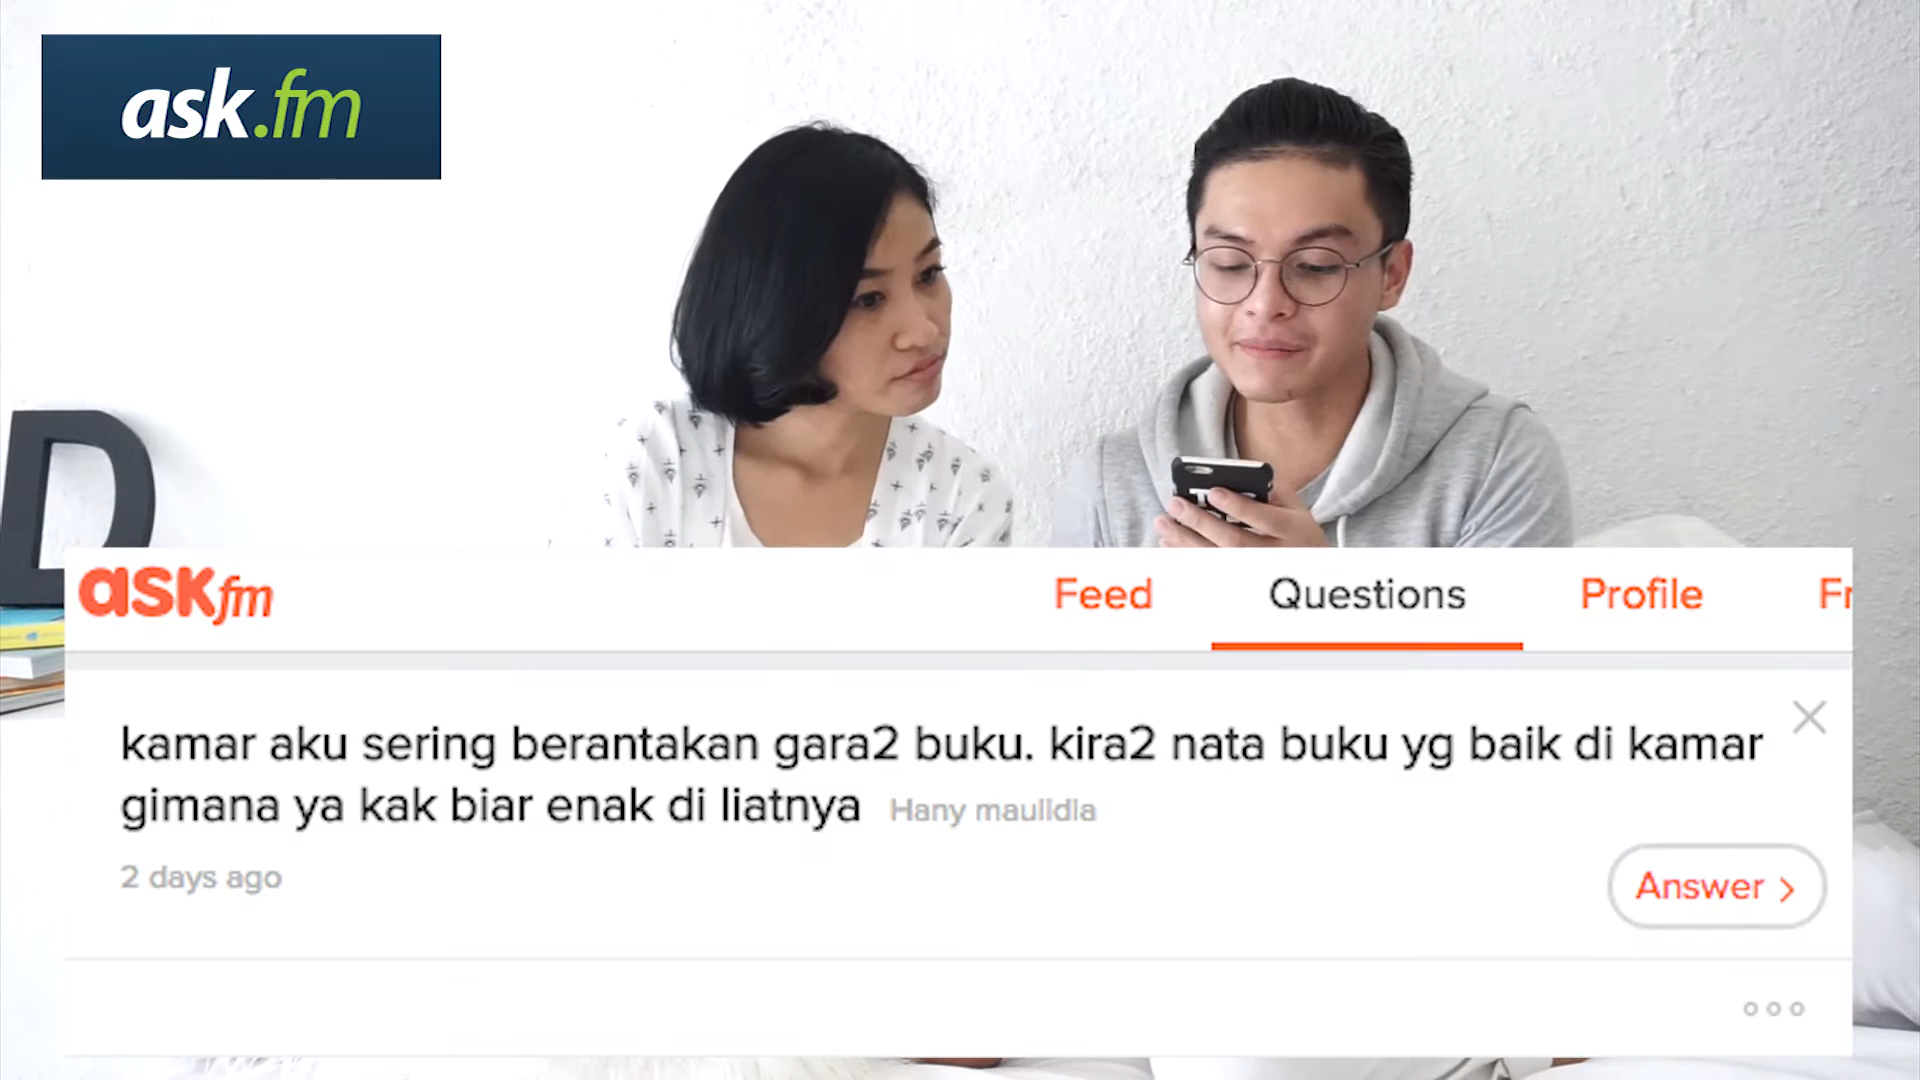 ask.fm
D
ASKfm
Feed Questions Profile Fr
kamar aku sering berantakan gara2 buku. kira2 nata buku yg baik di kamar
gimana ya kak biar enak di liatnya Hany maulidia
2 days ago
Answer